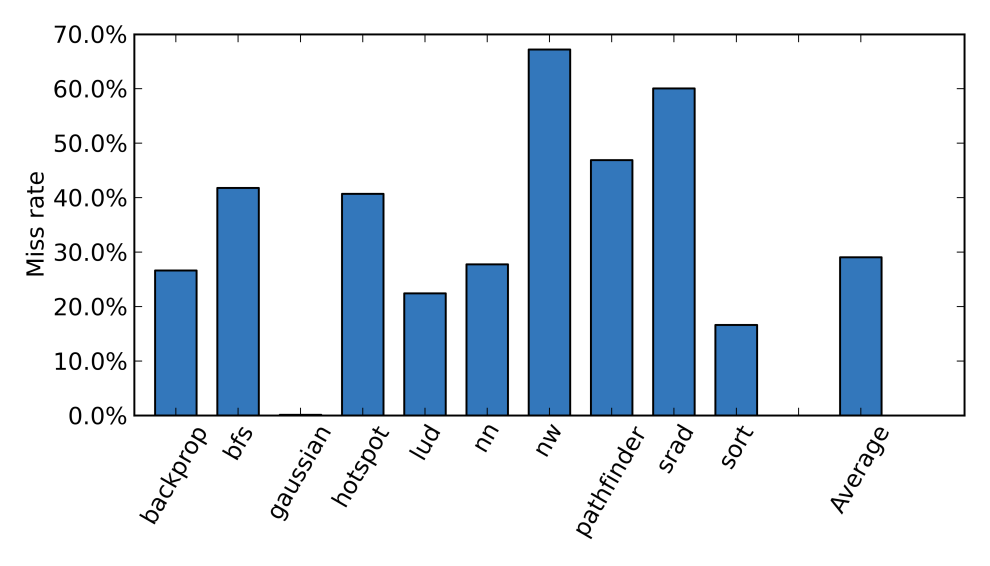 70.0%
60.0%
50.0%
40.0%
30.0%
20.0%
10.0%
0.0%
Miss rate
backprop
bfs
gaussian
hotspot
lud
nn
nw
pathfinder
srad
sort
Average